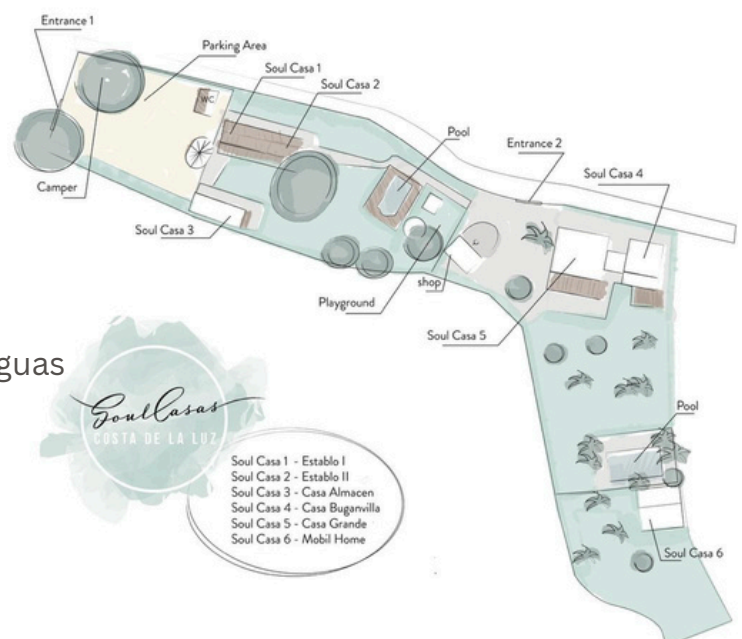 Entrance 1
Parking Area
Soul Casa 1
Soul Casa 2
WC
Pool
Entrance 2
Soul Casa 4
Camper
Soul Casa 3
shop
Playground
Soul Casa 5
guas
Pool
SoulCasas
COSTA DE LA LUZ
Soul Casa 1 - Establo I
Soul Casa 2 - Establo II
Soul Casa 3 - Casa Almacen
Soul Casa 4 - Casa Buganvilla
Soul Casa 5 - Casa Grande
Soul Casa 6 - Mobil Home
Soul Casa 6